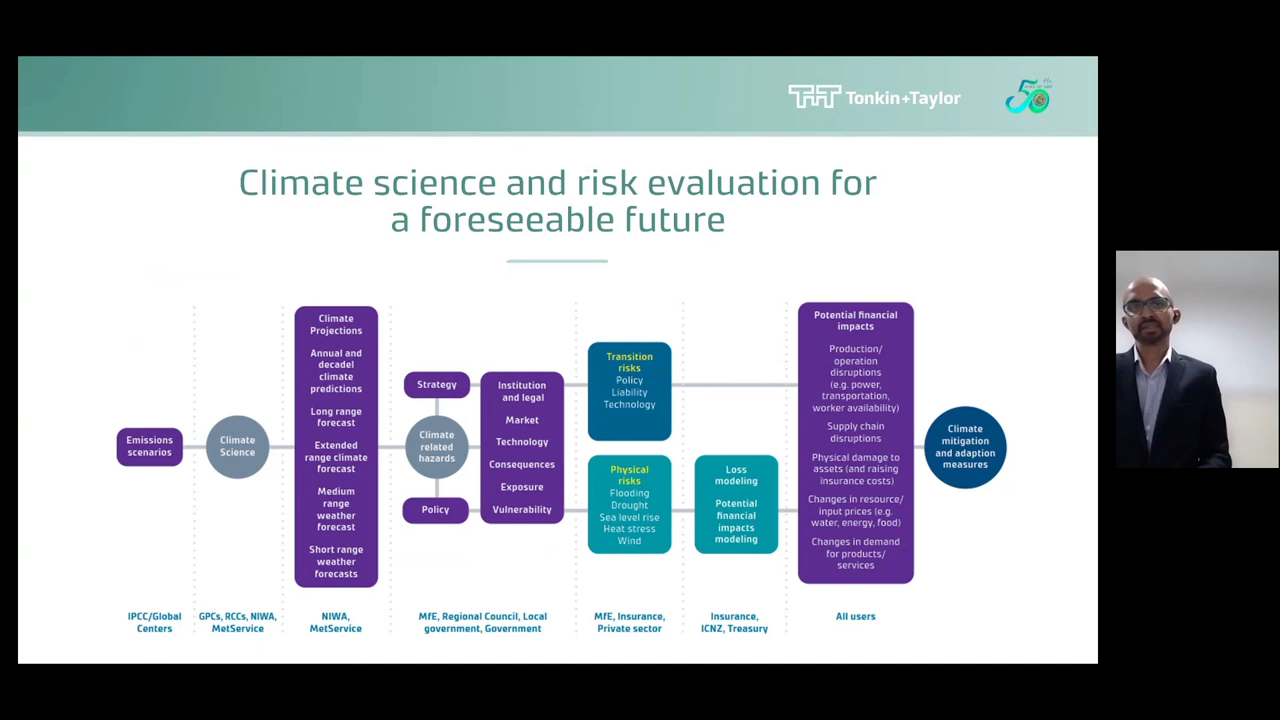 Tonkin+Taylor
50
Climate science and risk evaluation for
a foreseeable future
Emissions
scenarios
Climate
Science
Climate
Projections
Annual and
decadel
climate
predictions
Long range
forecast
Extended
range climate
forecast
Medium
range
weather
forecast
Short range
weather
forecasts
Strategy
Climate
related
hazards
Policy
Institution
and legal
Market
Technology
Consequences
Exposure
Vulnerability
Transition
risks
Policy
Liability
Technology
Physical
risks
Flooding
Drought
Sea level rise
Heat stress
Wind
Loss
modeling
Potential
financial
impacts
modeling
Potential financial
impacts
Production/
operation
disruptions
(e.g. power,
transportation,
worker availability)
Supply chain
disruptions
Physical damage to
assets (and raising
insurance costs)
Changes in resource/
input prices (e.g.
water, energy, food)
Changes in demand
for products/
services
Climate
mitigation
and adaption
measures
IPCC/Global
Centers
GPCs, RCCs, NIWA,
MetService
NIWA,
MetService
MfE, Regional Council, Local
government, Government
MfE, Insurance,
Private sector
Insurance,
ICNZ, Treasury
All users